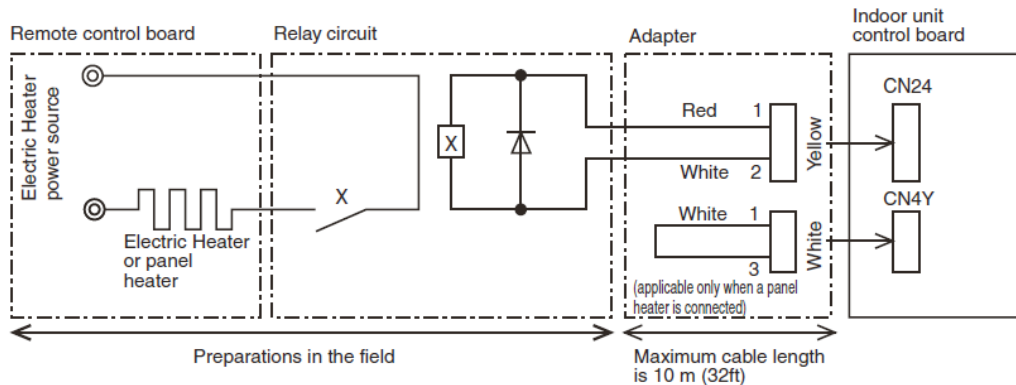 Remote control board
Relay circuit
Adapter
Indoor unit
control board
Electric Heater
power source
Electric Heater
or panel
heater
X
X
Red 1
White 2
Yellow
White 1
3
White
(applicable only when a panel
heater is connected)
CN24
CN4Y
Preparations in the field
Maximum cable length
is 10 m (32ft)